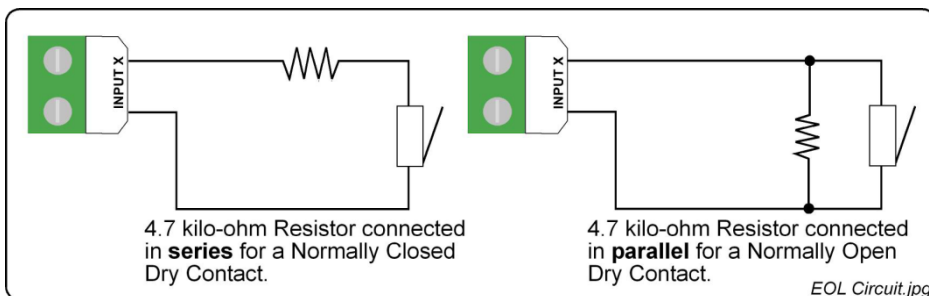 INPUT X
4.7 kilo-ohm Resistor connected
in series for a Normally Closed
Dry Contact.
INPUT X
4.7 kilo-ohm Resistor connected
in parallel for a Normally Open
Dry Contact.
EOL Circuit.jpg